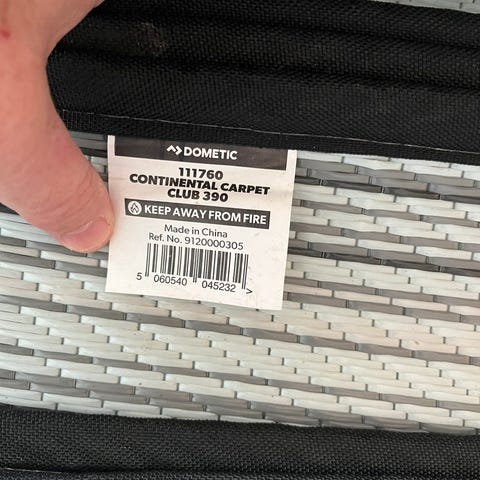 DOMETIC
111760
CONTINENTAL CARPET
CLUB 390
KEEP AWAY FROM FIRE
Made in China
Ref. No. 9120000305
5 060540 045232 >